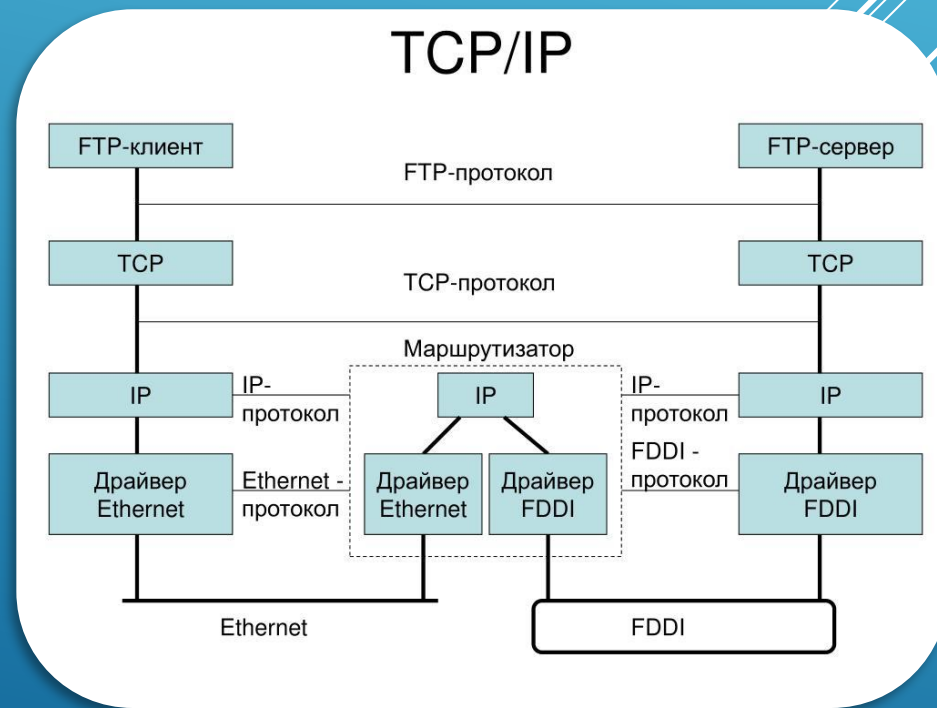 TCP/IP
FTP-клиент
FTP-сервер
FTP-протокол
TCP
TCP
TCP-протокол
Маршрутизатор
IP
IP-
протокол
IP
IP-
протокол
IP
Драйвер
Ethernet
Ethernet -
протокол
Драйвер
Ethernet
Драйвер
FDDI
FDDI -
протокол
Драйвер
FDDI
Ethernet
FDDI